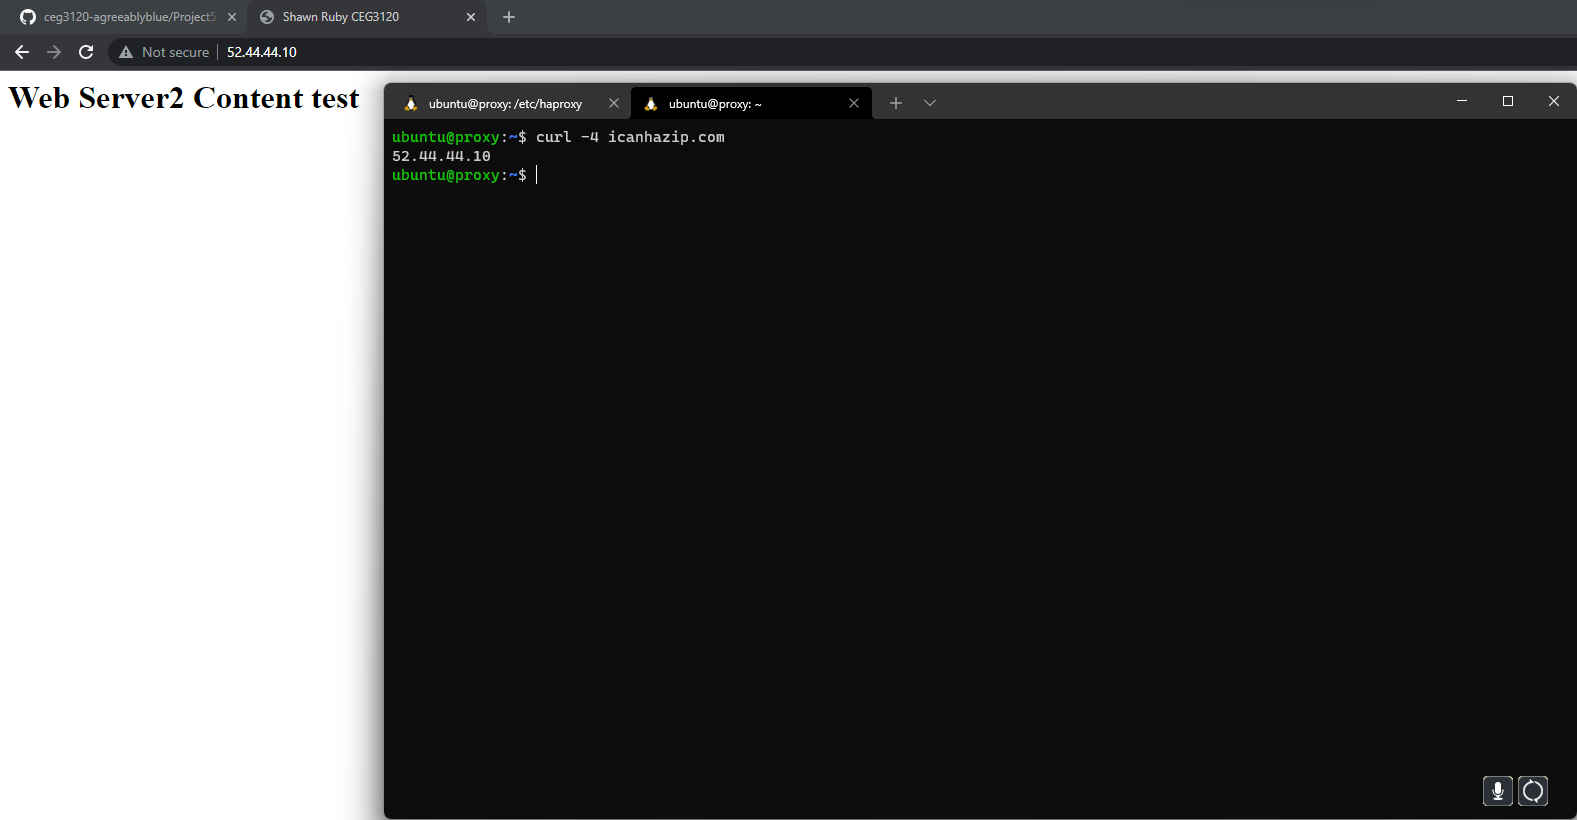 ceg3120-agreeablyblue/Project5
Shawn Ruby CEG3120
Not secure
52.44.44.10
Web Server2 Content test
ubuntu@proxy: /etc/haproxy
ubuntu@proxy: ~
ubuntu@proxy:~$ curl -4 icanhazip.com
52.44.44.10
ubuntu@proxy:~$